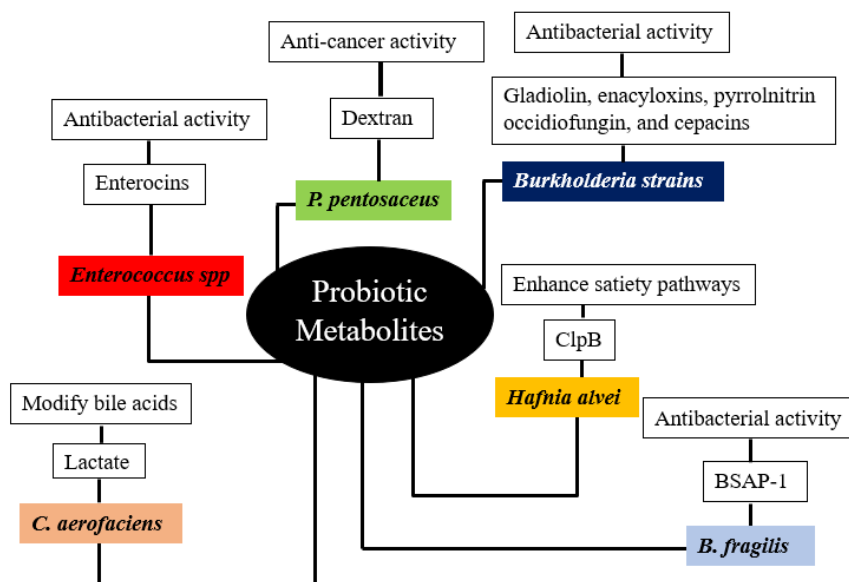 Anti-cancer activity
Dextran
P. pentosaceus
Antibacterial activity
Gladiolin, enacyloxins, pyrrolnitrin
occidiofungin, and cepacins
Burkholderia strains
Antibacterial activity
Enterocins
Enterococcus spp
Probiotic
Metabolites
Enhance satiety pathways
ClpB
Hafnia alvei
Modify bile acids
Lactate
C. aerofaciens
Antibacterial activity
BSAP-1
B. fragilis